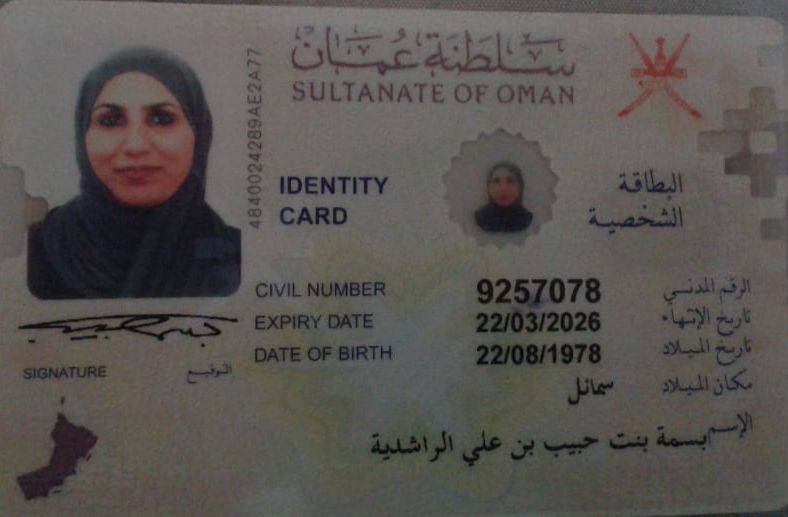 سلطنة عمان
SULTANATE OF OMAN
4840024289AE2A77
IDENTITY CARD
البطاقة الشخصية
CIVIL NUMBER 9257078 الرقم المدني
EXPIRY DATE 22/03/2026 تاريخ الإنتهاء
DATE OF BIRTH 22/08/1978 تاريخ الميلاد
مكان الميلاد سمائل
الإسم بسمة بنت حبيب بن علي الراشدية
SIGNATURE التوقيع